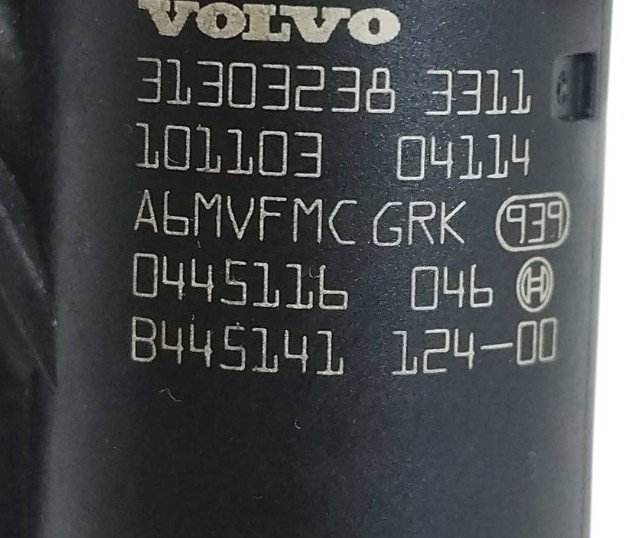 VOLVO
31303238 3311
101103 04114
A6MVFMC GRK 939
0445116 046 H
B445141 124-00